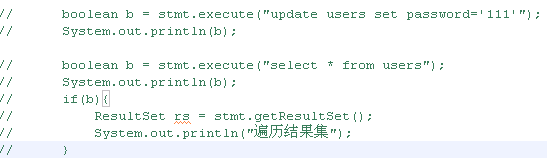 //      boolean b = stmt.execute("update users set password='111'");
//      System.out.println(b);
//      boolean b = stmt.execute("select * from users");
//      System.out.println(b);
//      if(b){
//          ResultSet rs = stmt.getResultSet();
//          System.out.println("遍历结果集");
//      }